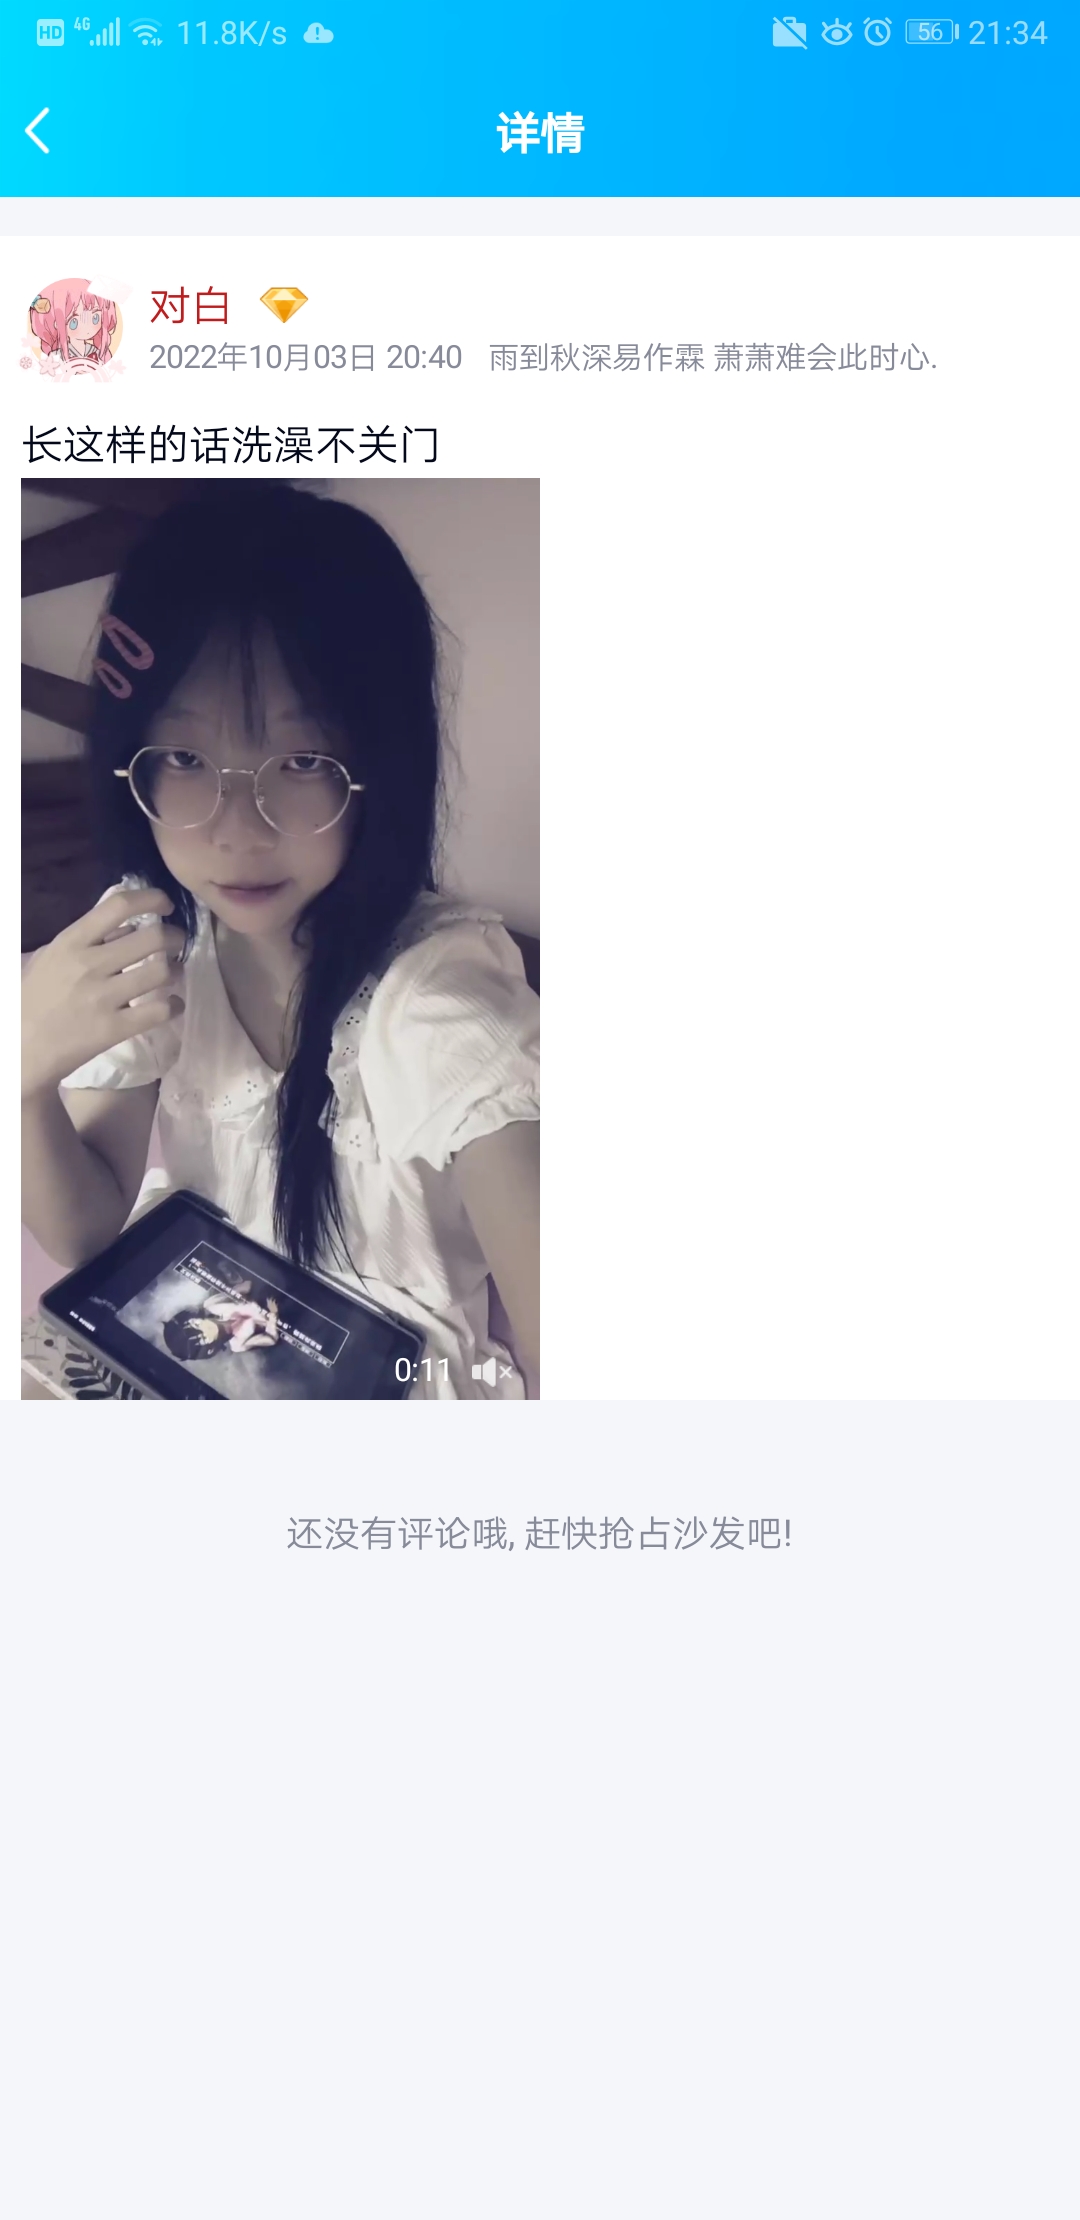 HD 4G 11.8K/s 56 21:34
详情
对白
2022年10月03日 20:40 雨到秋深易作霖 萧萧难会此时心.
长这样的话洗澡不关门
0:11
还没有评论哦, 赶快抢占沙发吧!